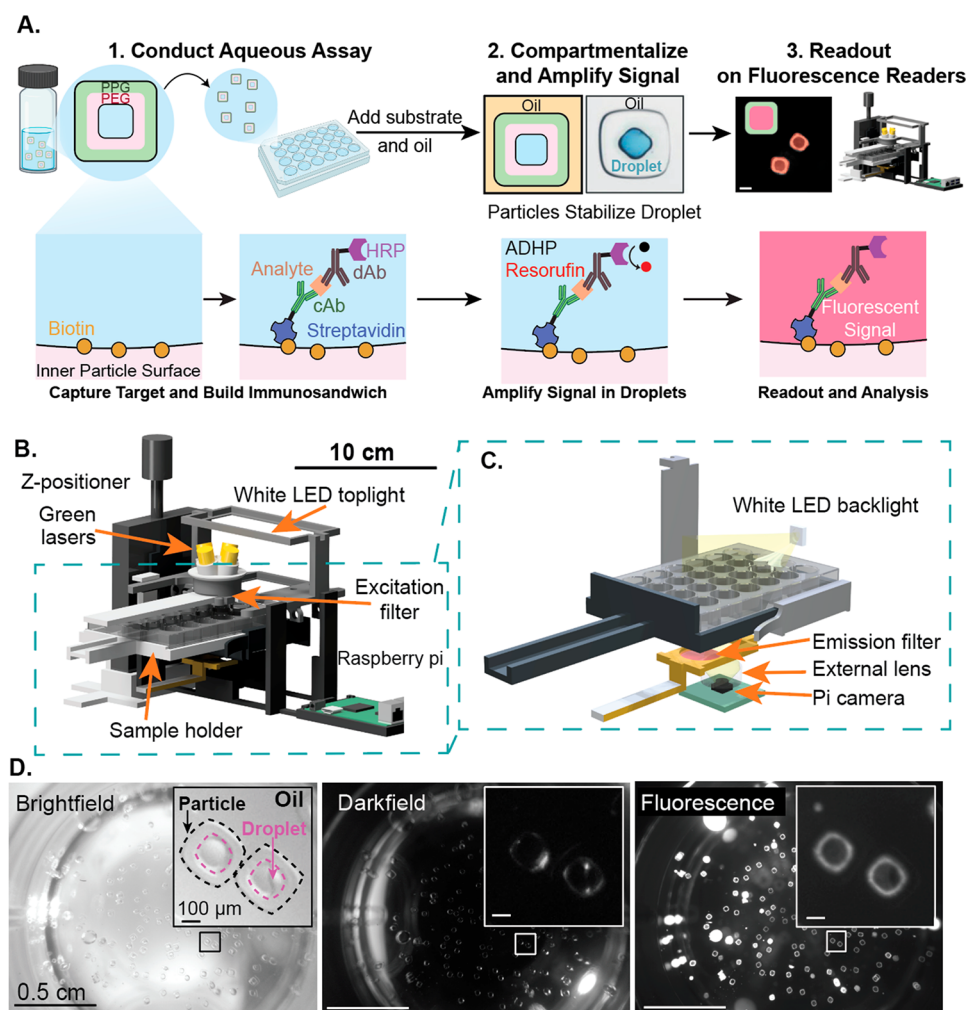 A.
1. Conduct Aqueous Assay
2. Compartmentalize
and Amplify Signal
3. Readout
on Fluorescence Readers
PPG
PEG
Add substrate
and oil
Oil
Oil
Droplet
Particles Stabilize Droplet
Biotin
Inner Particle Surface
Analyte
HRP
dAb
cAb
Streptavidin
ADHP
Resorufin
Fluorescent
Signal
Capture Target and Build Immunosandwich
Amplify Signal in Droplets
Readout and Analysis
B.
10 cm
Z-positioner
Green
lasers
White LED toplight
Excitation
filter
Raspberry pi
Sample holder
C.
White LED backlight
Emission filter
External lens
Pi camera
D.
Brightfield
Particle
Oil
Droplet
100 µm
0.5 cm
Darkfield
Fluorescence